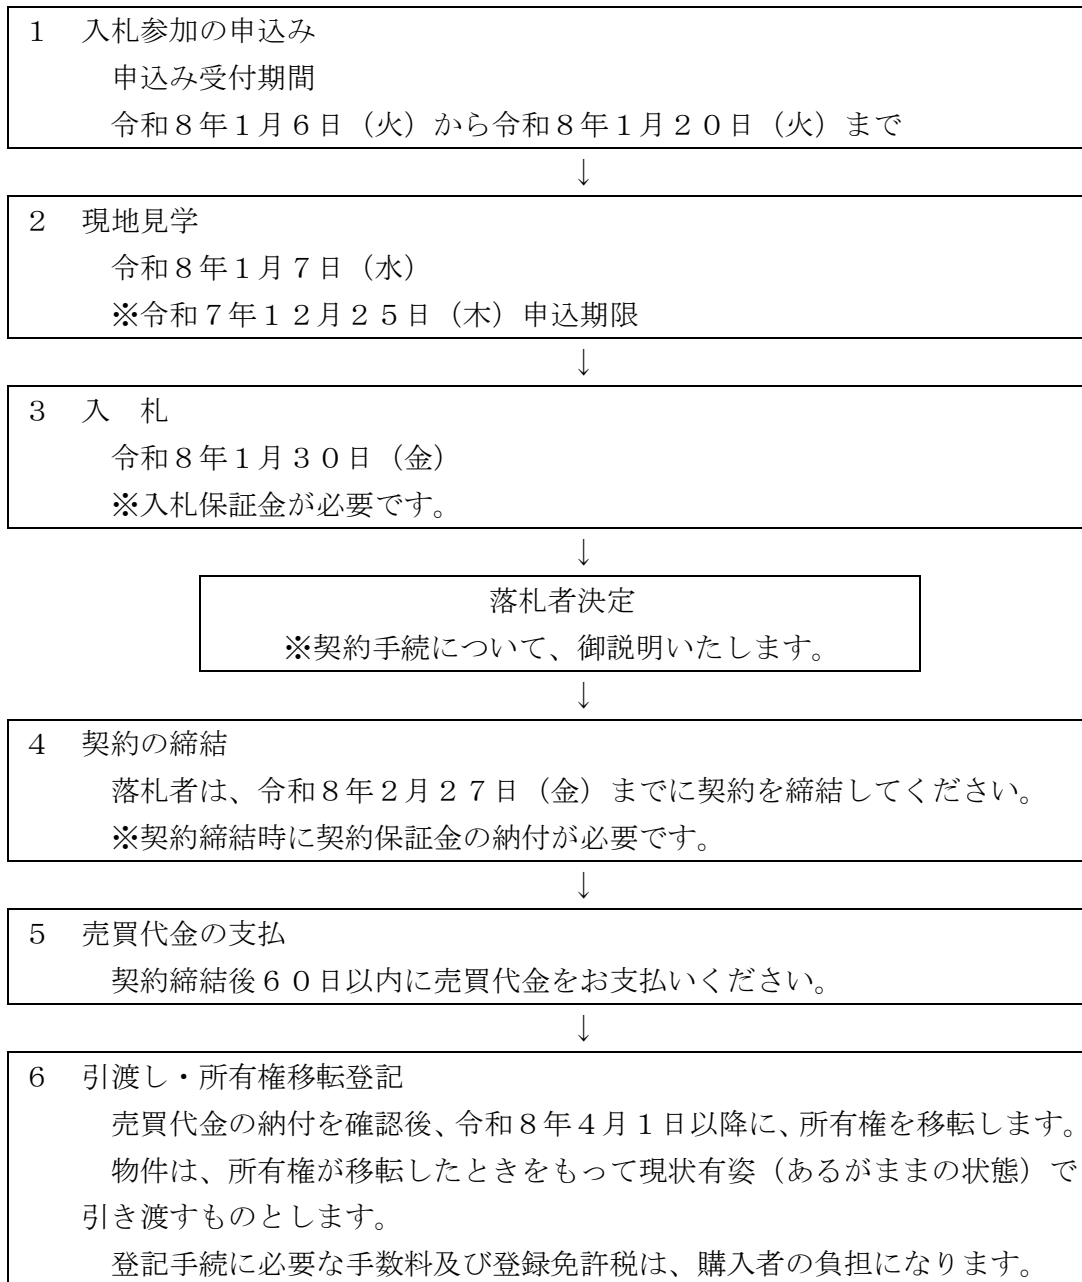 １　入札参加の申込み
申込み受付期間
令和８年１月６日（火）から令和８年１月２０日（火）まで
↓
２　現地見学
令和８年１月７日（水）
※令和７年１２月２５日（木）申込期限
↓
３　入　札
令和８年１月３０日（金）
※入札保証金が必要です。
↓
落札者決定
※契約手続について、御説明いたします。
↓
４　契約の締結
落札者は、令和８年２月２７日（金）までに契約を締結してください。
※契約締結時に契約保証金の納付が必要です。
↓
５　売買代金の支払
契約締結後６０日以内に売買代金をお支払いください。
↓
６　引渡し・所有権移転登記
売買代金の納付を確認後、令和８年４月１日以降に、所有権を移転します。
物件は、所有権が移転したときをもって現状有姿（あるがままの状態）で
引き渡すものとします。
登記手続に必要な手数料及び登録免許税は、購入者の負担になります。